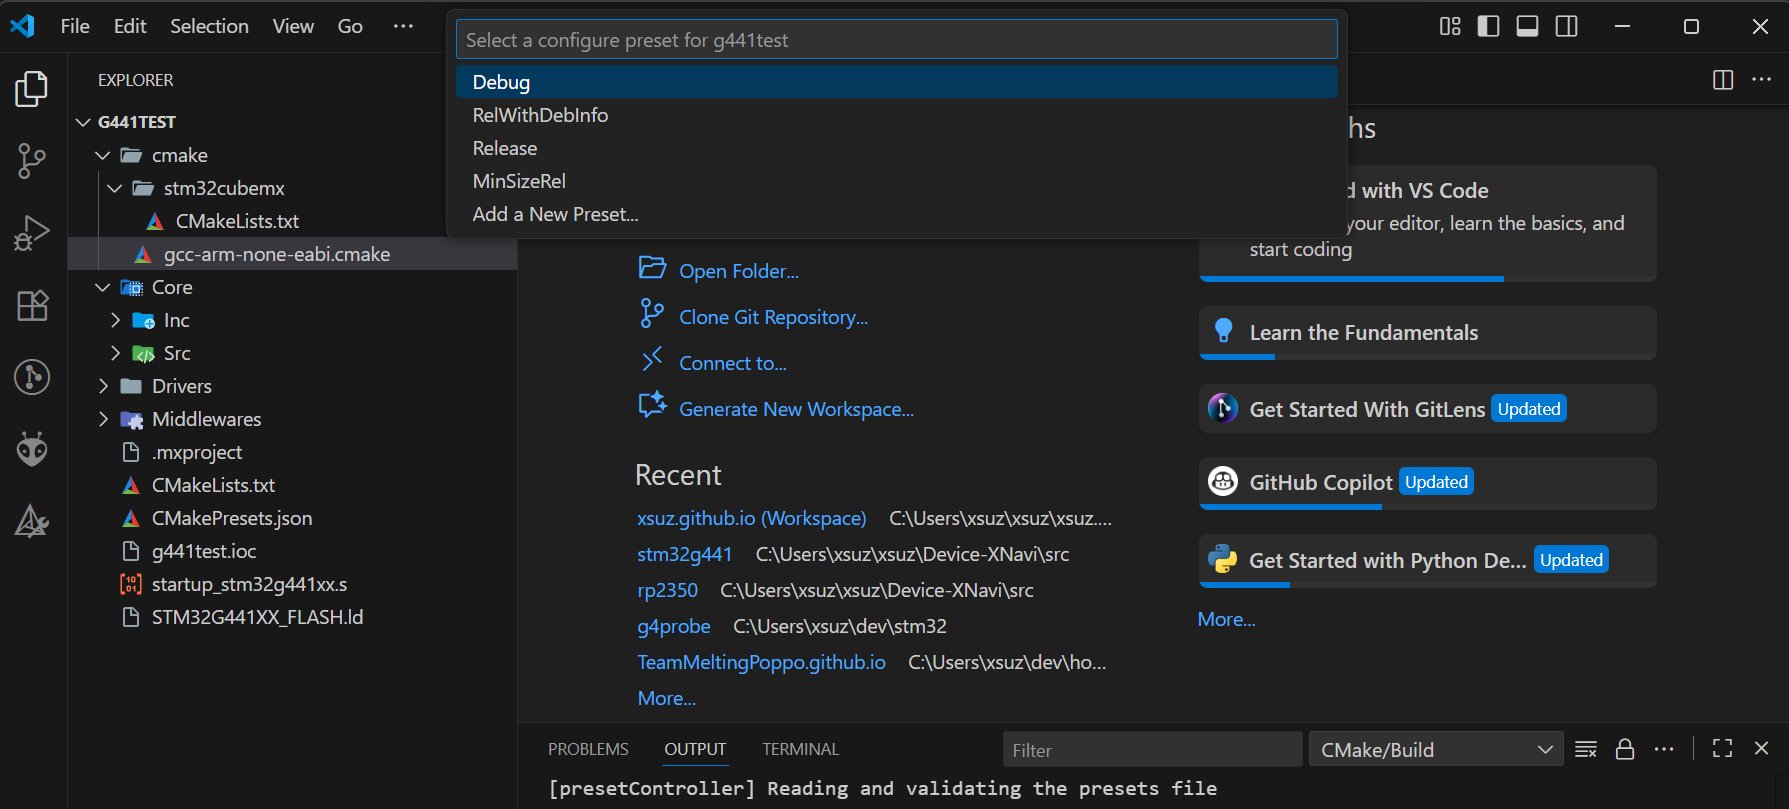 File Edit Selection View Go ···
Select a configure preset for g441test
Debug
RelWithDebInfo
Release
MinSizeRel
Add a New Preset...
EXPLORER
G441TEST
cmake
stm32cubemx
CMakeLists.txt
gcc-arm-none-eabi.cmake
Core
Inc
Src
Drivers
Middlewares
.mxproject
CMakeLists.txt
CMakePresets.json
g441test.ioc
startup_stm32g441xx.s
STM32G441XX_FLASH.ld
Open Folder...
Clone Git Repository...
Connect to...
Generate New Workspace...
Recent
xsuz.github.io (Workspace) C:\Users\xsuz\xsuz\xsuz....
stm32g441 C:\Users\xsuz\xsuz\Device-XNavi\src
rp2350 C:\Users\xsuz\xsuz\Device-XNavi\src
g4probe C:\Users\xsuz\dev\stm32
TeamMeltingPoppo.github.io C:\Users\xsuz\dev\ho...
More...
hs
d with VS Code
your editor, learn the basics, and
start coding
Learn the Fundamentals
Get Started With GitLens Updated
GitHub Copilot Updated
Get Started with Python De... Updated
More...
PROBLEMS OUTPUT TERMINAL Filter CMake/Build
[presetController] Reading and validating the presets file